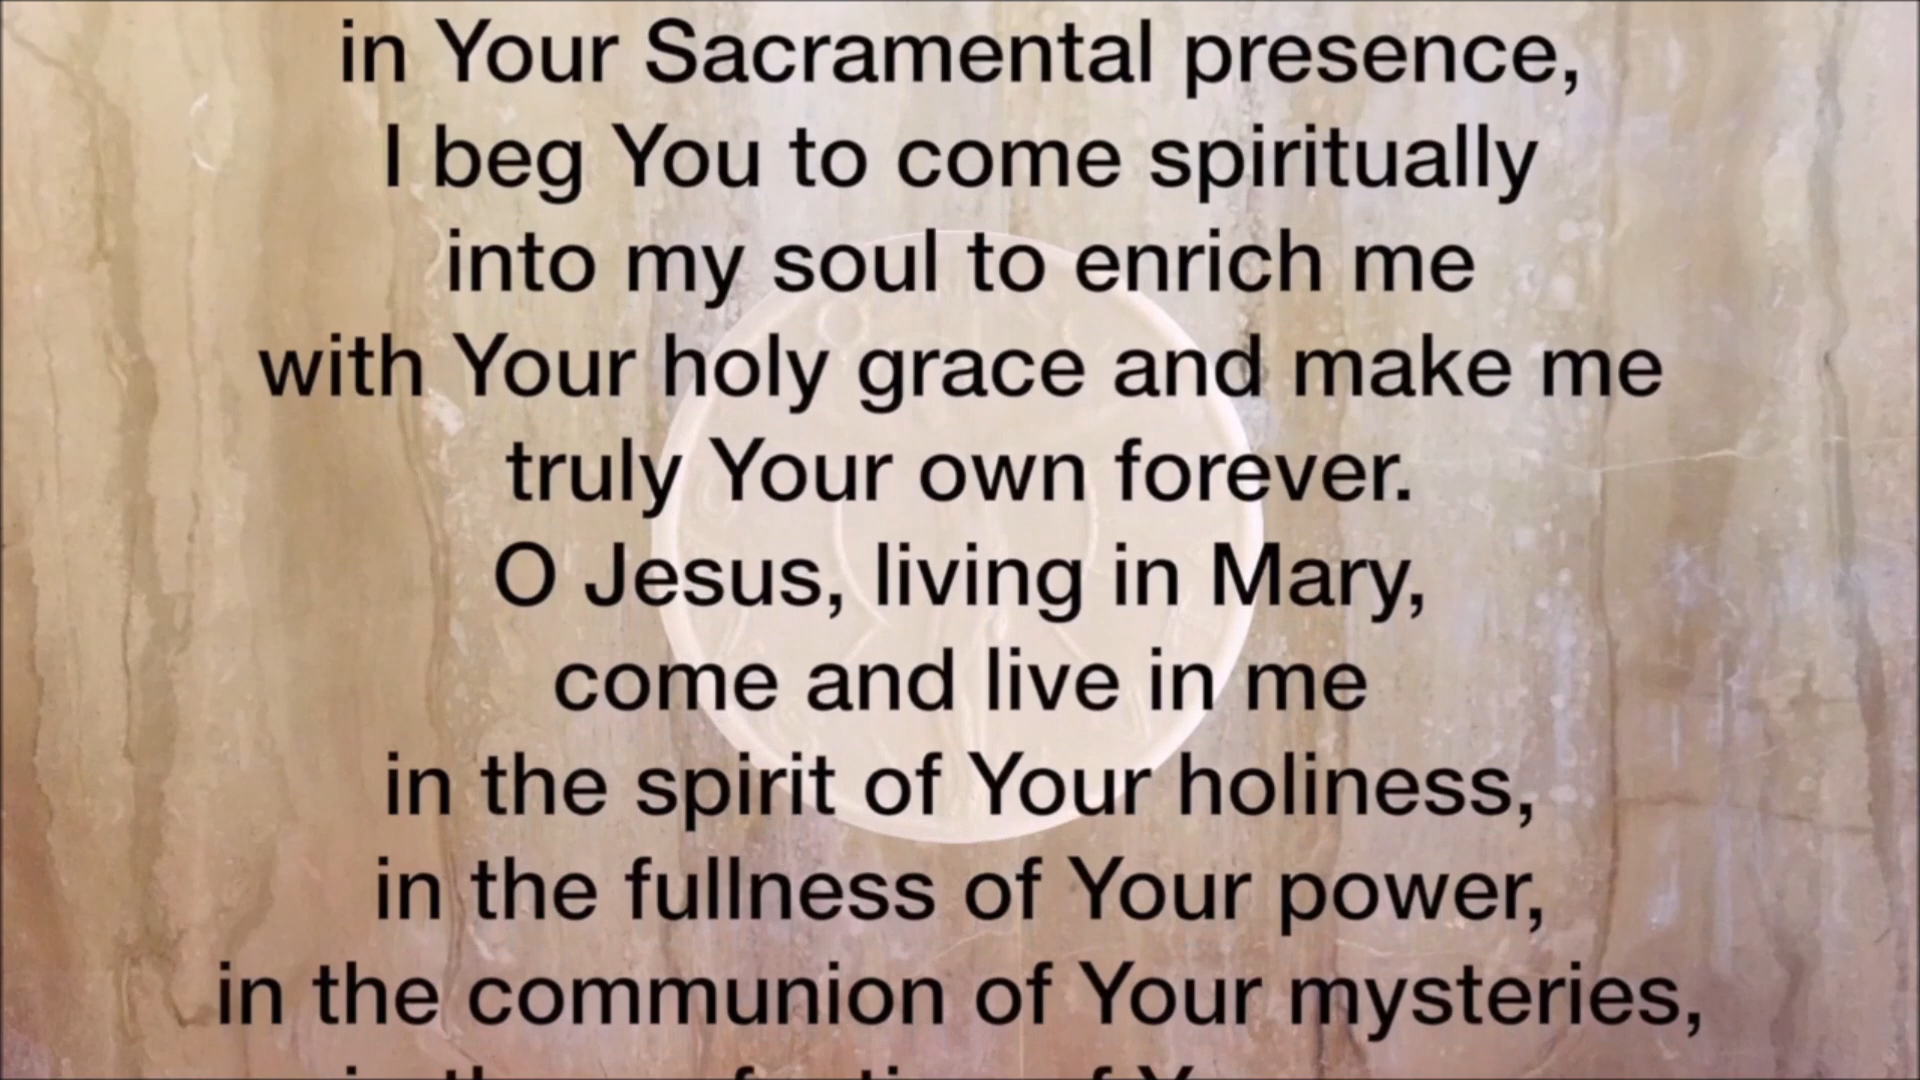 in Your Sacramental presence,
I beg You to come spiritually
into my soul to enrich me
with Your holy grace and make me
truly Your own forever.
O Jesus, living in Mary,
come and live in me
in the spirit of Your holiness,
in the fullness of Your power,
in the communion of Your mysteries,